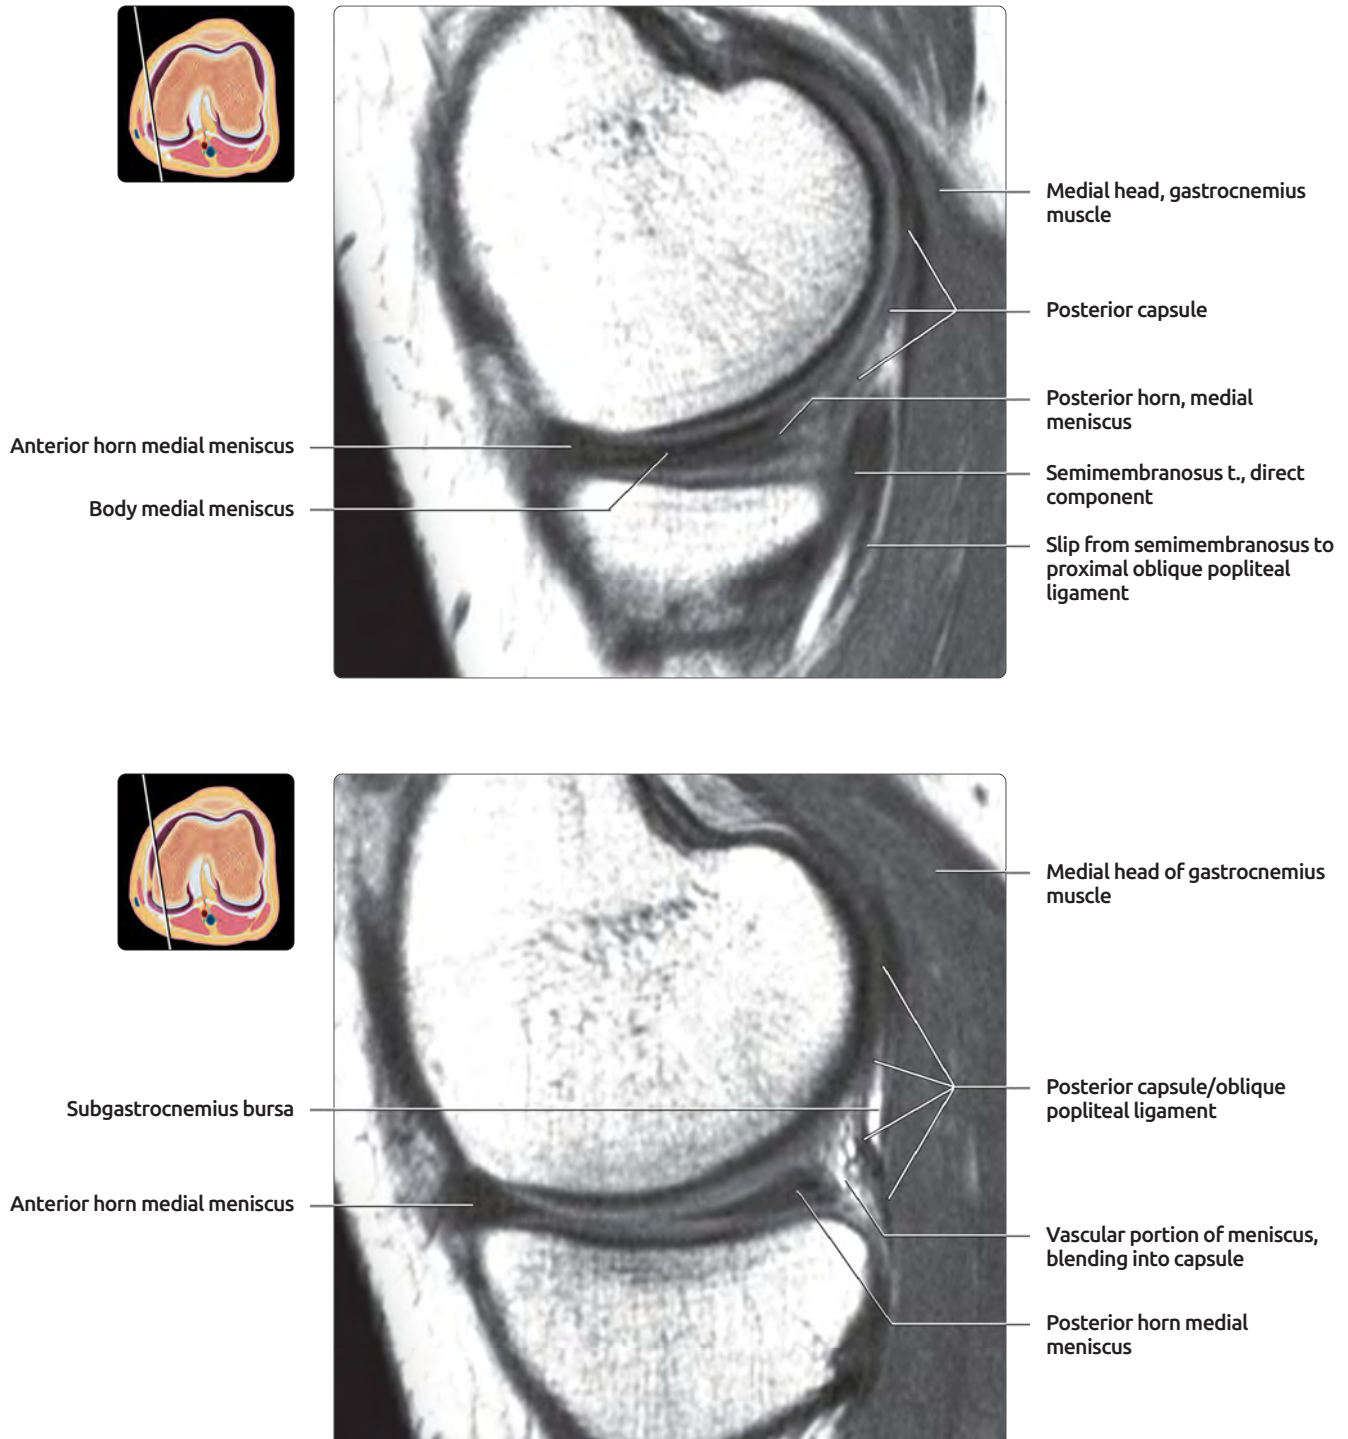 Medial head, gastrocnemius
muscle
Posterior capsule
Posterior horn, medial
meniscus
Anterior horn medial meniscus
Semimembranosus t., direct
component
Body medial meniscus
Slip from semimembranosus to
proximal oblique popliteal
ligament
Medial head of gastrocnemius
muscle
Posterior capsule/oblique
popliteal ligament
Subgastrocnemius bursa
Anterior horn medial meniscus
Vascular portion of meniscus,
blending into capsule
Posterior horn medial
meniscus